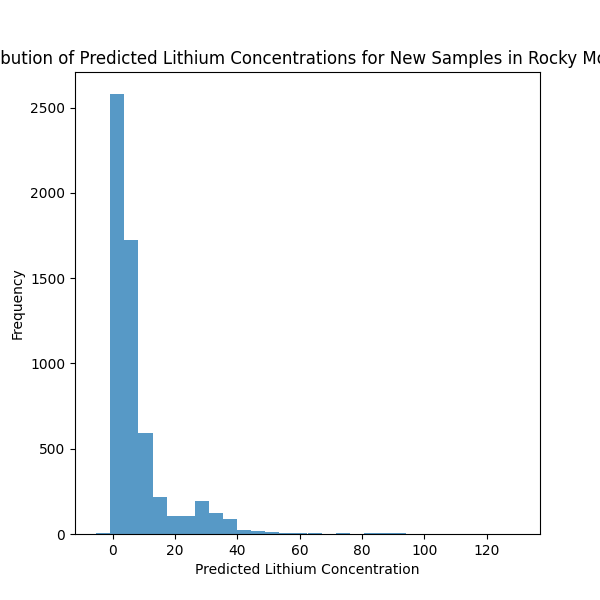 bution of Predicted Lithium Concentrations for New Samples in Rocky Mo
2500
2000
1500
1000
500
0
Frequency
0 20 40 60 80 100 120
Predicted Lithium Concentration